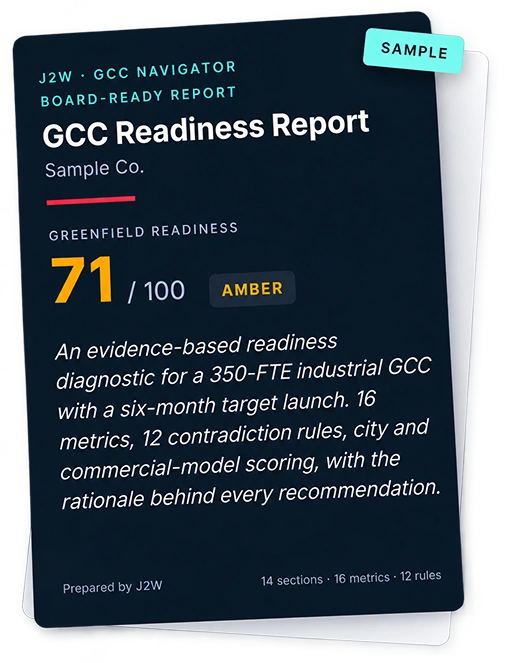 SAMPLE
J2W · GCC NAVIGATOR
BOARD-READY REPORT
GCC Readiness Report
Sample Co.
GREENFIELD READINESS
71 / 100 AMBER
An evidence-based readiness
diagnostic for a 350-FTE industrial GCC
with a six-month target launch. 16
metrics, 12 contradiction rules, city and
commercial-model scoring, with the
rationale behind every recommendation.
Prepared by J2W
14 sections · 16 metrics · 12 rules